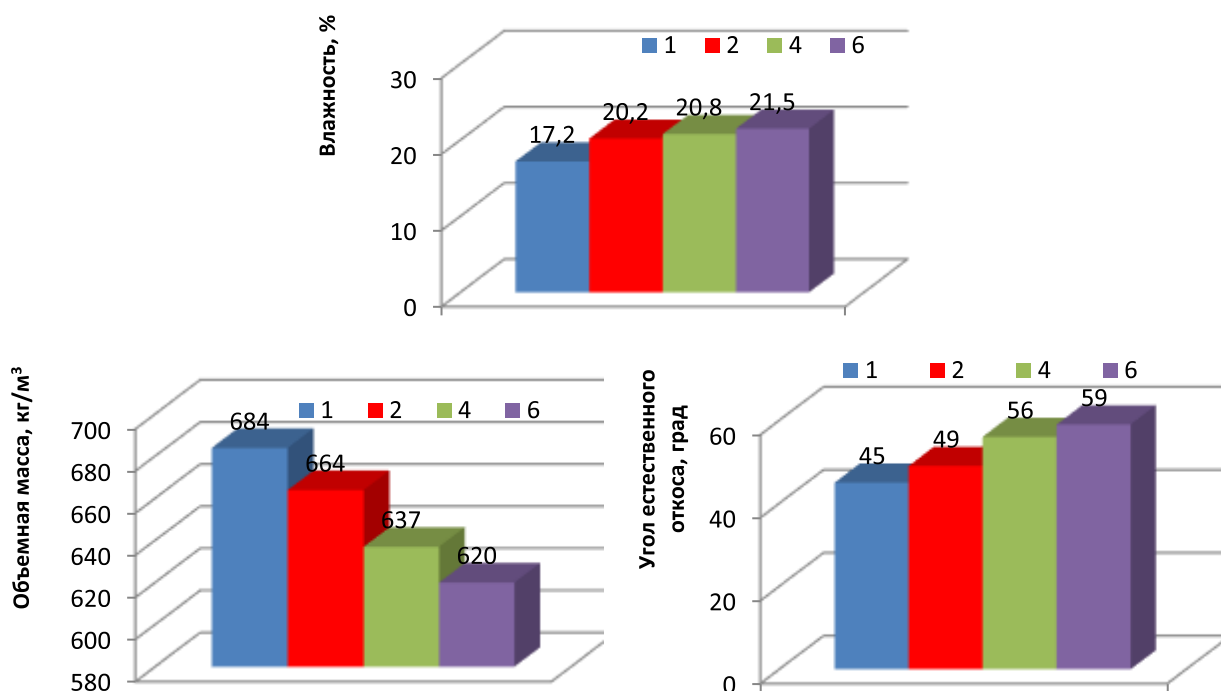 Влажность, %
1 2 4 6
30
20
10
0
17,2 20,2 20,8 21,5
Объемная масса, кг/м³
1 2 4 6
700
680
660
640
620
600
580
684
664
637
620
Угол естественного
откоса, град
1 2 4 6
60
40
20
0
45 49 56 59